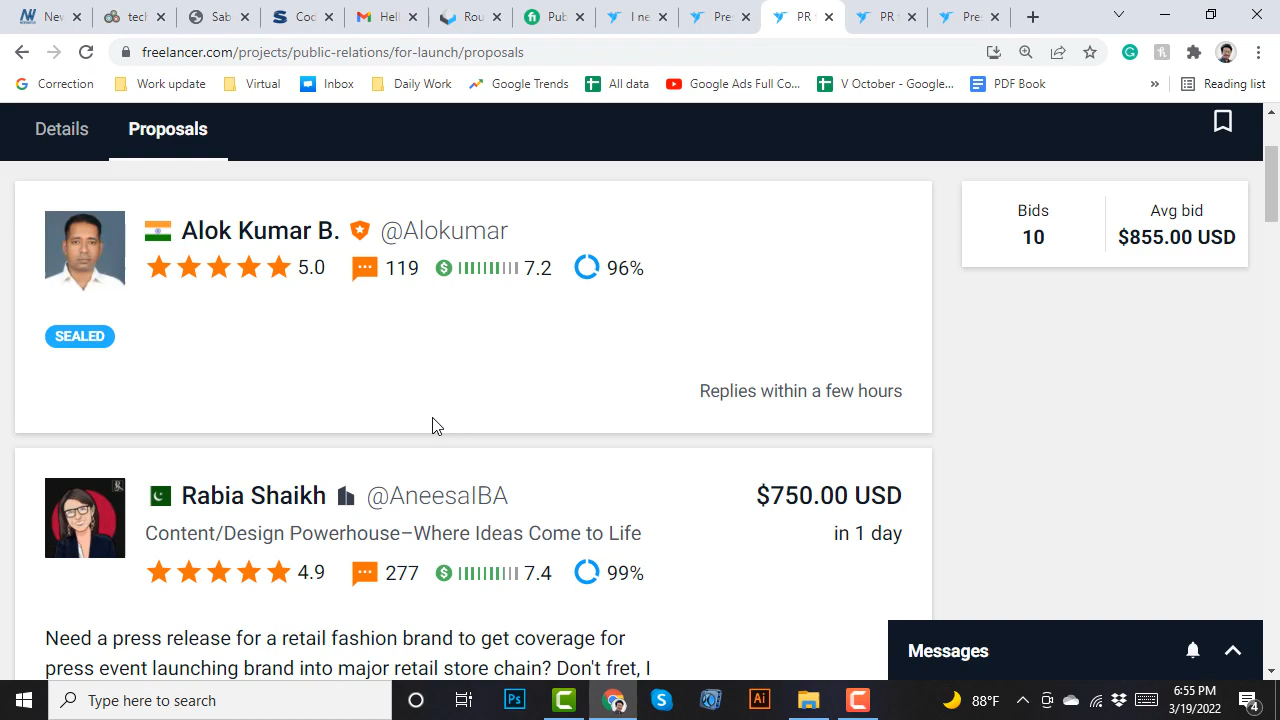 New
tech
Sab
Coc
Hell
Rou
Pub
I ne
Pre
PR
PR
Pre
freelancer.com/projects/public-relations/for-launch/proposals
Correction
Work update
Virtual
Inbox
Daily Work
Google Trends
All data
Google Ads Full Co...
V October - Google...
PDF Book
»
Reading list
Details
Proposals
Alok Kumar B. @Alokumar
5.0 119 7.2 96%
SEALED
Replies within a few hours
Bids
10
Avg bid
$855.00 USD
Rabia Shaikh @AneesaIBA
$750.00 USD
Content/Design Powerhouse–Where Ideas Come to Life
in 1 day
4.9 277 7.4 99%
Need a press release for a retail fashion brand to get coverage for
press event launching brand into major retail store chain? Don't fret, I
Messages
Type here to search
Ps
Ai
88°F
6:55 PM
3/19/2022
4